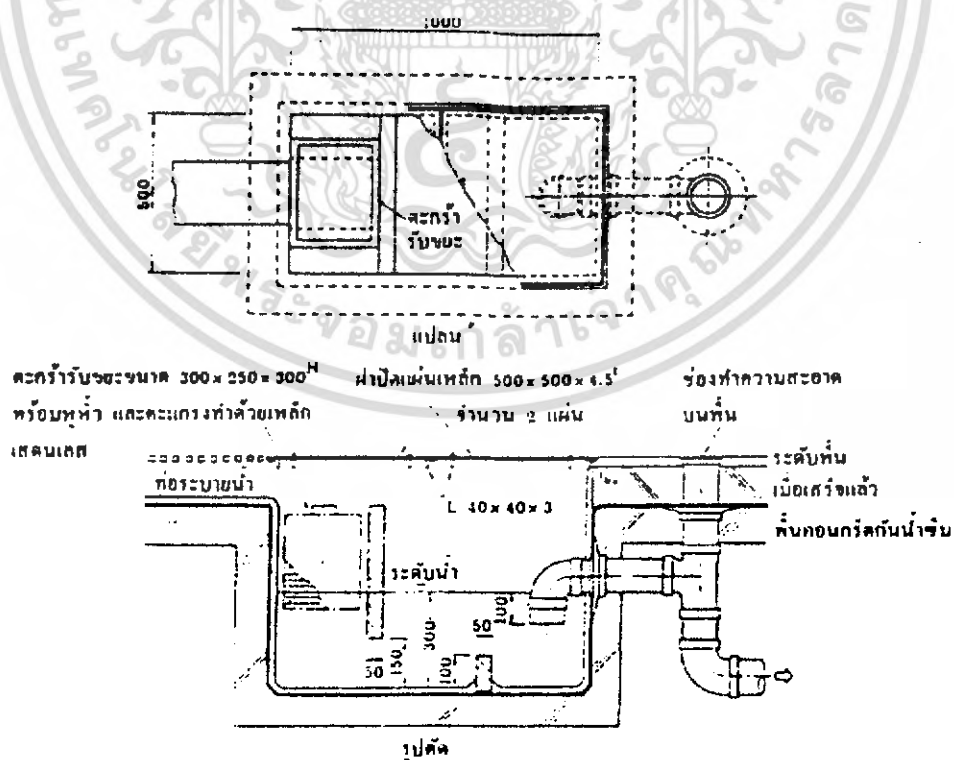 1000
500
ตะกร้า
รับขยะ
แปลน
ตะกร้ารับขยะขนาด 300 x 250 x 300H
พร้อมหูหิ้ว และตะแกรงทำด้วยเหล็ก
สเตนเลส
ฝาปิดแผ่นเหล็ก 500 x 500 x 4.5t
จำนวน 2 แผ่น
ช่องทำความสะอาด
บนพื้น
ท่อระบายน้ำ
ระดับพื้น
เมื่อเสร็จแล้ว
L 40 x 40 x 3
พื้นคอนกรีตกันน้ำซึม
ระดับน้ำ
50
150
300
100
50
100
รูปตัด